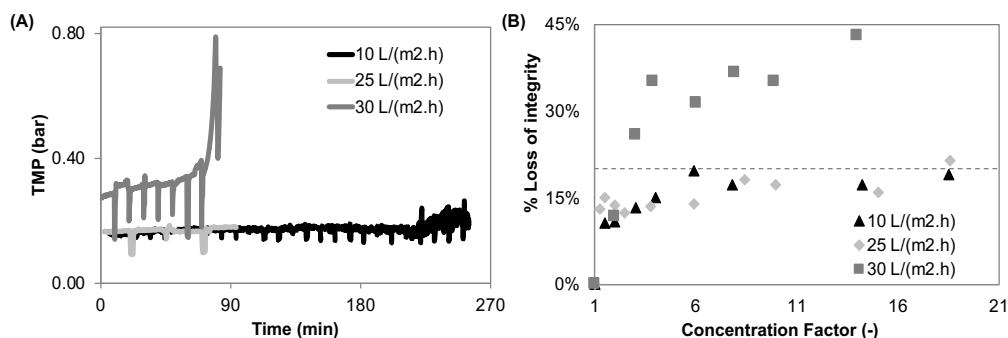 (A)
0.80
0.40
0.00
TMP (bar)
0
90
180
270
Time (min)
10 L/(m2.h)
25 L/(m2.h)
30 L/(m2.h)
(B)
45%
30%
15%
0%
% Loss of integrity
1
6
11
16
21
Concentration Factor (-)
10 L/(m2.h)
25 L/(m2.h)
30 L/(m2.h)